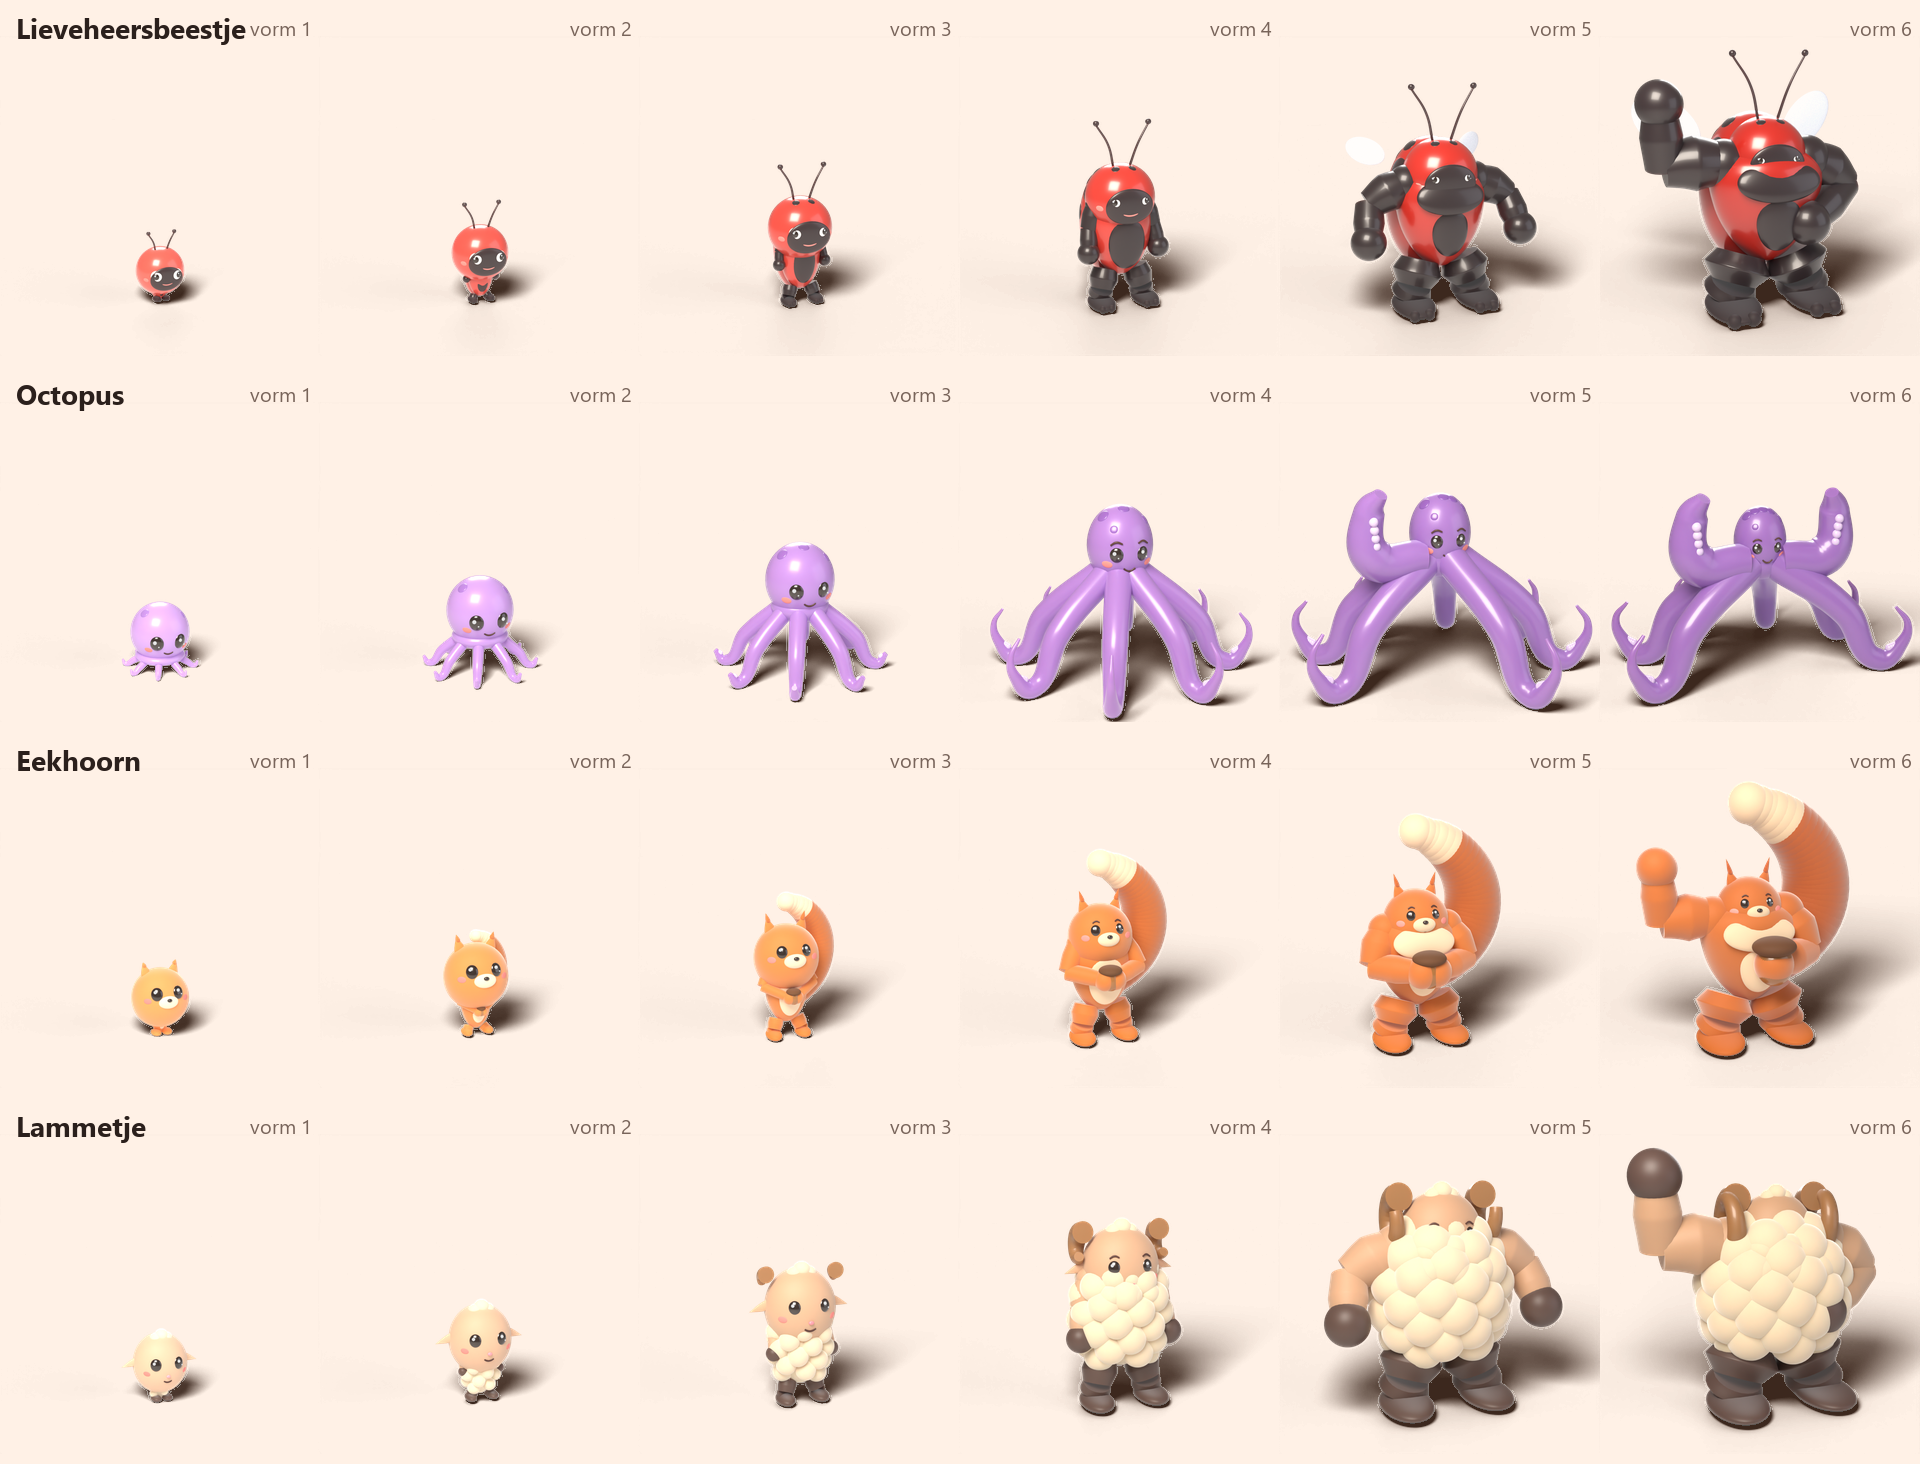 Lieveheersbeestje vorm 1 vorm 2 vorm 3 vorm 4 vorm 5 vorm 6
Octopus vorm 1 vorm 2 vorm 3 vorm 4 vorm 5 vorm 6
Eekhoorn vorm 1 vorm 2 vorm 3 vorm 4 vorm 5 vorm 6
Lammetje vorm 1 vorm 2 vorm 3 vorm 4 vorm 5 vorm 6